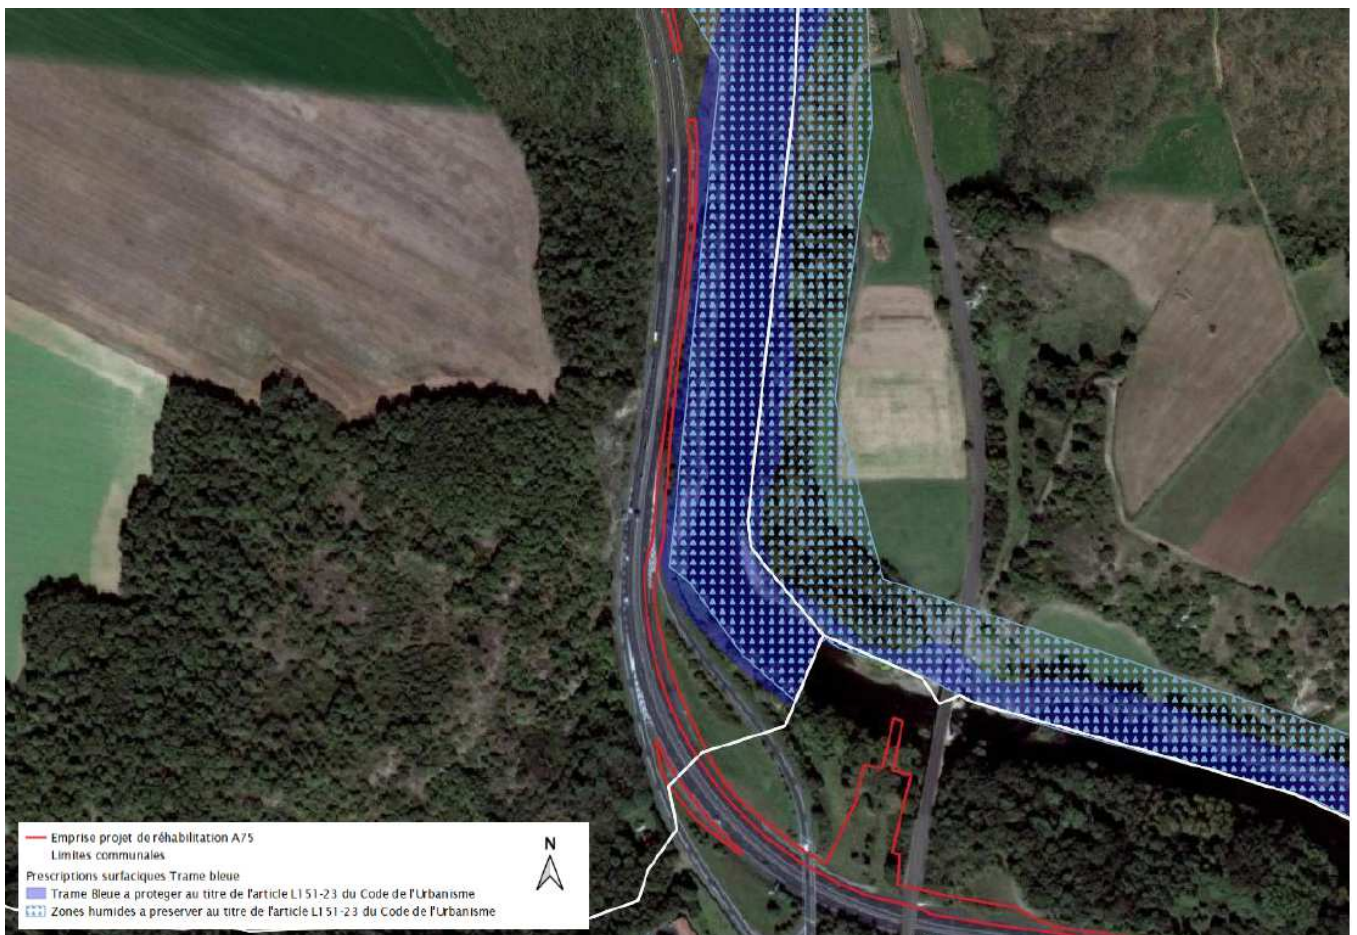 N
Emprise projet de réhabilitation A75
Limites communales
Prescriptions surfaciques Trame bleue
Trame Bleue a proteger au titre de l'article L151-23 du Code de l'Urbanisme
Zones humides a preserver au titre de l'article L151-23 du Code de l'Urbanisme